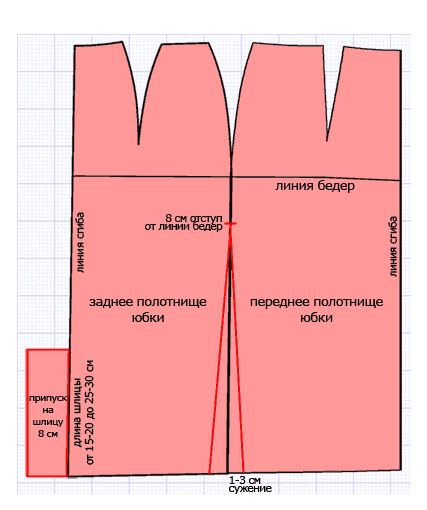 линия бедер
8 см отступ
от линии бедер
линия сгиба
линия сгиба
заднее полотнище
юбки
переднее полотнище
юбки
припуск
на
шлицу
8 см
длина шлицы
от 15-20 до 25-30 см
1-3 см
сужение